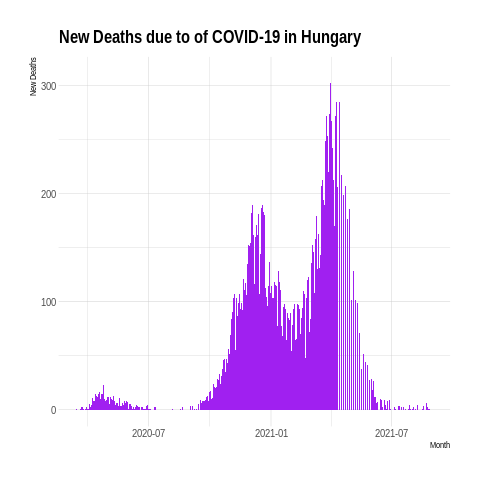 New Deaths due to of COVID-19 in Hungary
New Deaths
300
200
100
0
2020-07
2021-01
2021-07
Month